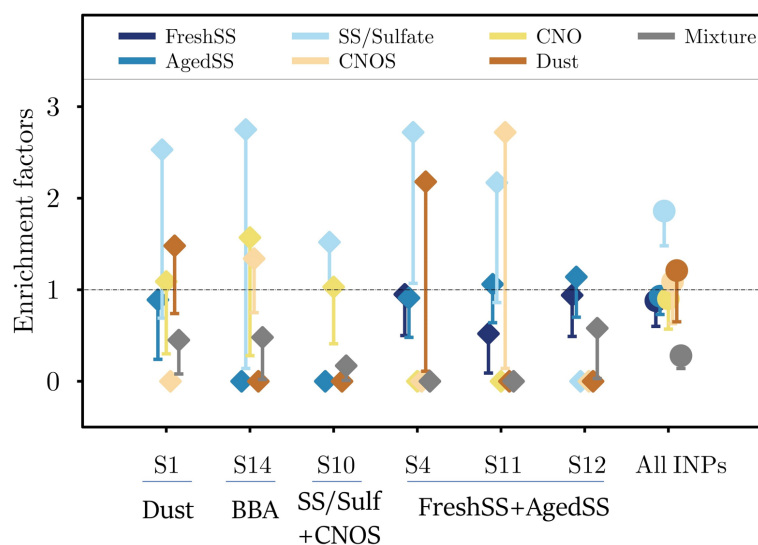 FreshSS SS/Sulfate CNO Mixture
AgedSS CNOS Dust
Enrichment factors
3
2
1
0
S1 S14 S10 S4 S11 S12 All INPs
Dust BBA SS/Sulf FreshSS+AgedSS
+CNOS